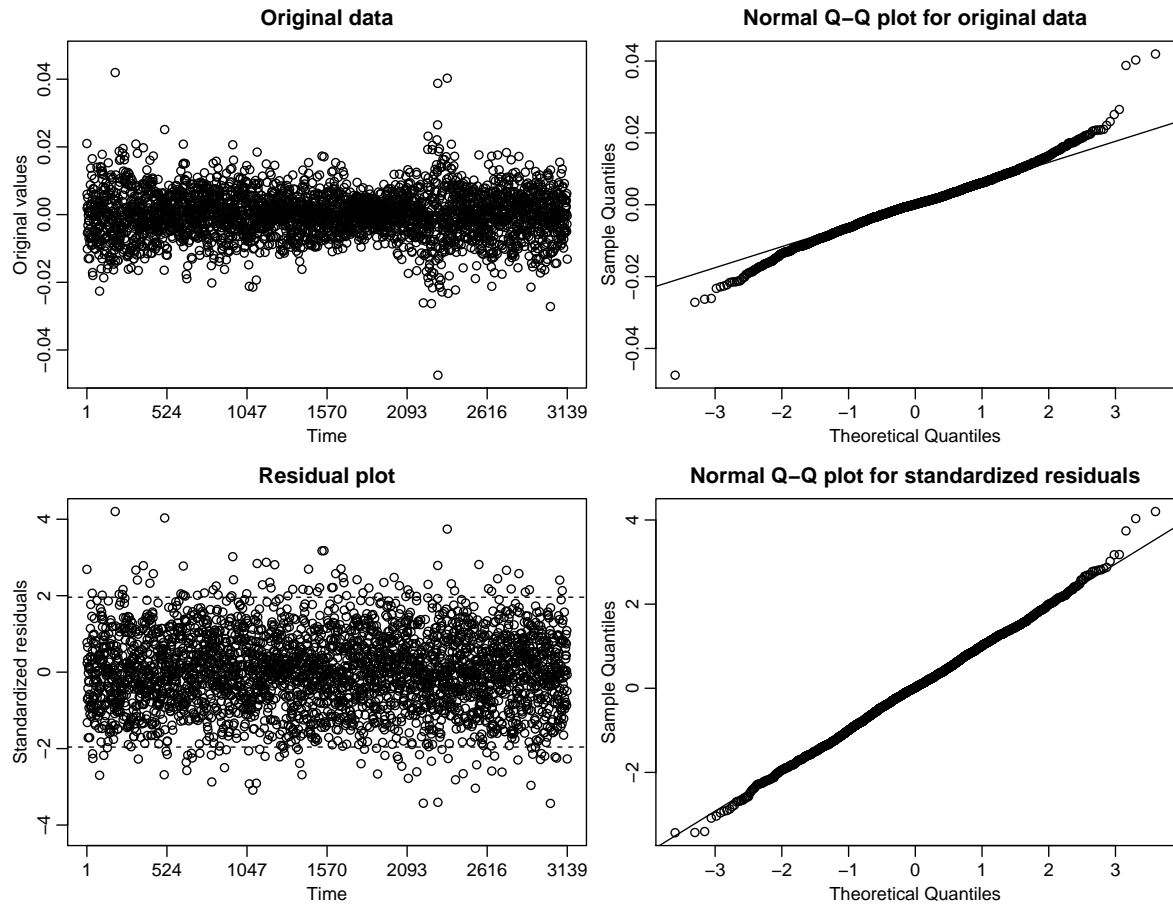 Original data
Normal Q−Q plot for original data
Original values
0.04
0.02
0.00
−0.02
−0.04
1 524 1047 1570 2093 2616 3139
Time
Sample Quantiles
0.04
0.02
0.00
−0.02
−0.04
−3 −2 −1 0 1 2 3
Theoretical Quantiles
Residual plot
Normal Q−Q plot for standardized residuals
Standardized residuals
4
2
0
−2
−4
1 524 1047 1570 2093 2616 3139
Time
Sample Quantiles
4
2
0
−2
−3 −2 −1 0 1 2 3
Theoretical Quantiles